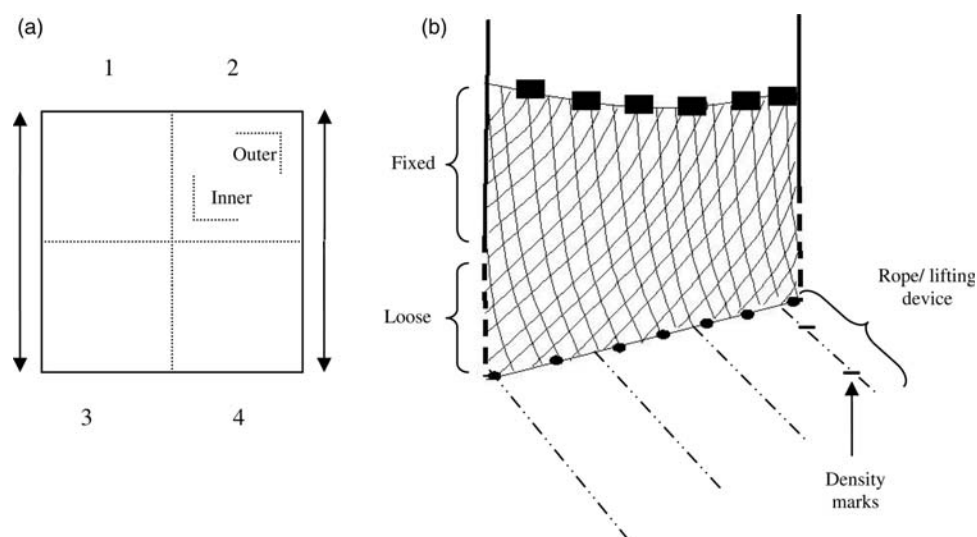 (a)
1
2
Outer
Inner
3
4
(b)
Fixed
Loose
Rope/ lifting
device
Density
marks